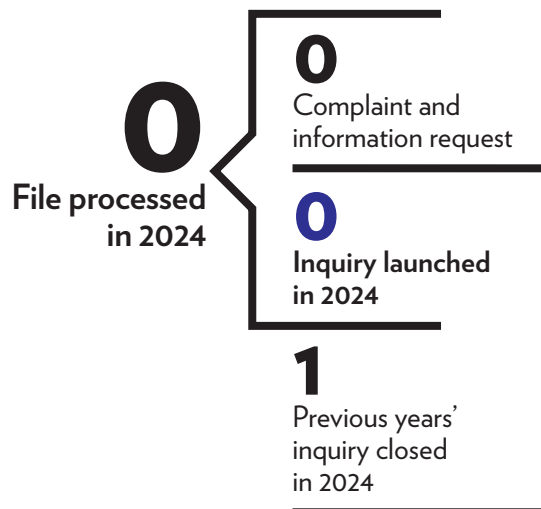 0
File processed
in 2024
0
Complaint and
information request
0
Inquiry launched
in 2024
1
Previous years’
inquiry closed
in 2024